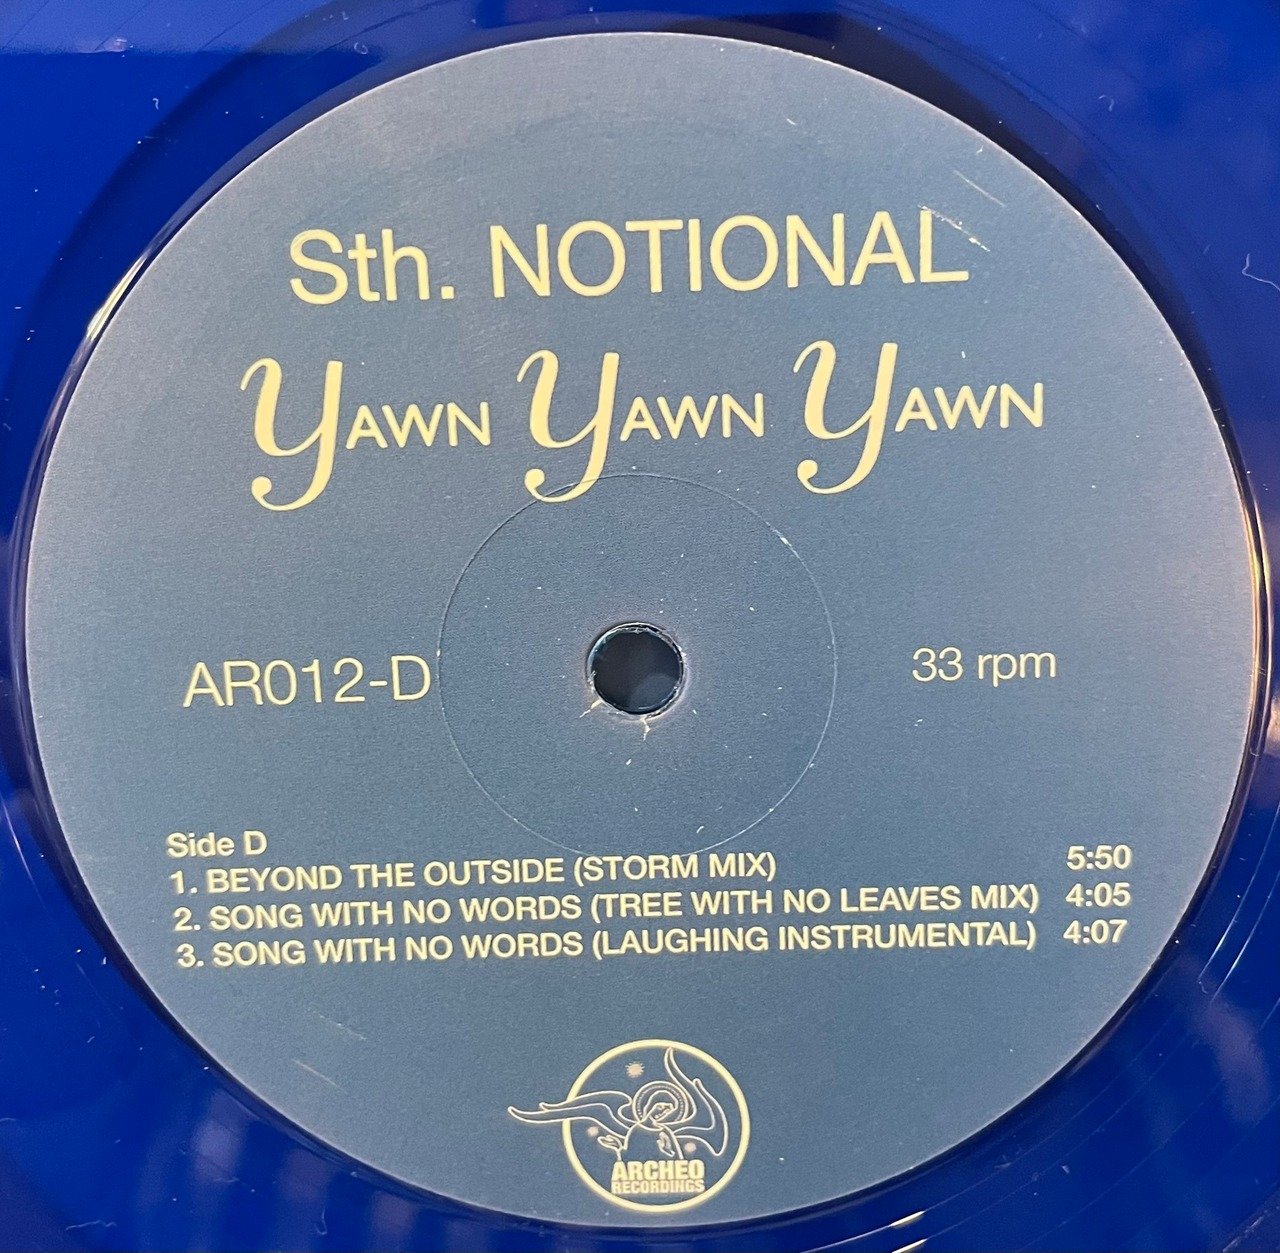 Sth. NOTIONAL
YAWN YAWN YAWN
AR012-D 33 rpm
Side D
1. BEYOND THE OUTSIDE (STORM MIX) 5:50
2. SONG WITH NO WORDS (TREE WITH NO LEAVES MIX) 4:05
3. SONG WITH NO WORDS (LAUGHING INSTRUMENTAL) 4:07
ARCHEO
RECORDINGS